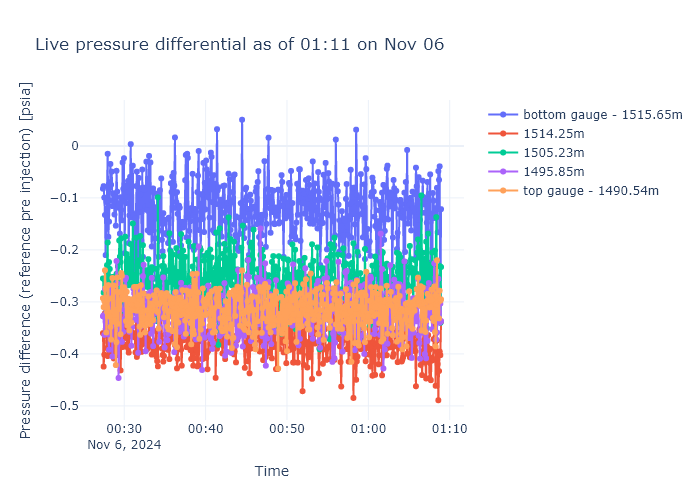 Live pressure differential as of 01:11 on Nov 06
Pressure difference (reference pre injection) [psia]
0
−0.1
−0.2
−0.3
−0.4
−0.5
00:30
Nov 6, 2024
00:40
00:50
01:00
01:10
Time
bottom gauge - 1515.65m
1514.25m
1505.23m
1495.85m
top gauge - 1490.54m